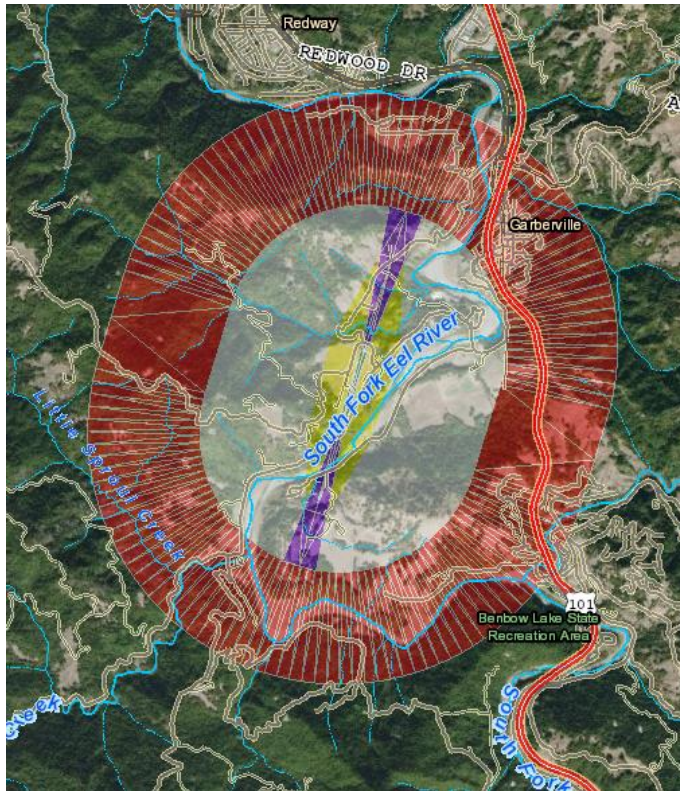 Redway
REDWOOD DR
A
Garberville
South Fork Eel River
Little Sproul Creek
101
Benbow Lake State
Recreation Area
Creek
South Fork